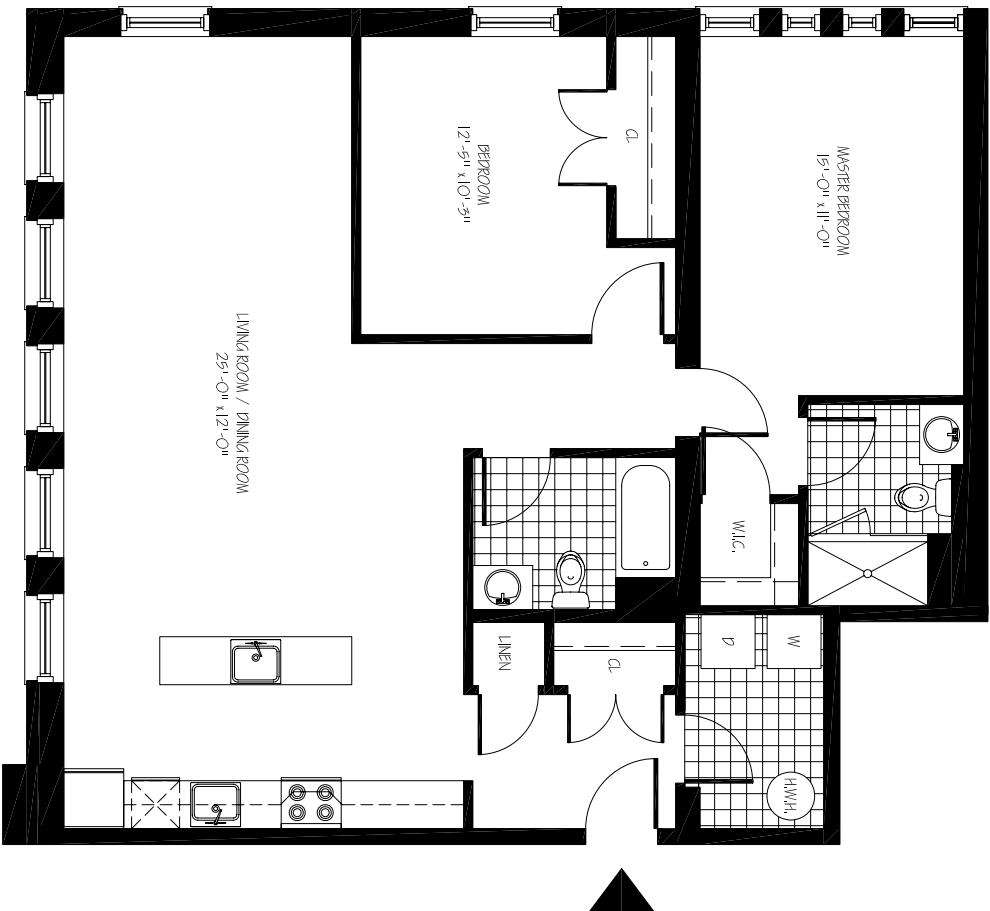 BEDROOM
12'-5" x 10'-3"
CL
MASTER BEDROOM
15'-0" x 11'-0"
LIVING ROOM / DINING ROOM
25'-0" x 12'-0"
W.I.C.
LINEN
CL
D
W
H.W.H.